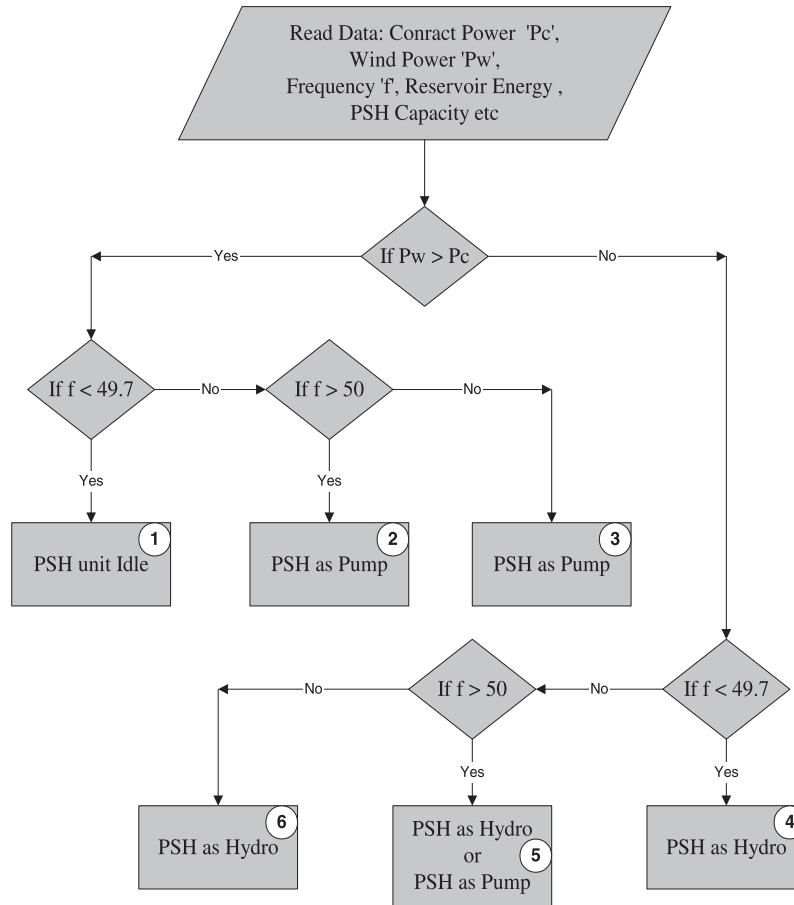 Read Data: Conract Power 'Pc',
Wind Power 'Pw',
Frequency 'f', Reservoir Energy ,
PSH Capacity etc
If Pw > Pc
Yes
No
If f < 49.7
No
If f > 50
No
Yes
Yes
1
PSH unit Idle
2
PSH as Pump
3
PSH as Pump
No
If f > 50
No
If f < 49.7
Yes
Yes
6
PSH as Hydro
PSH as Hydro
or
PSH as Pump
5
4
PSH as Hydro